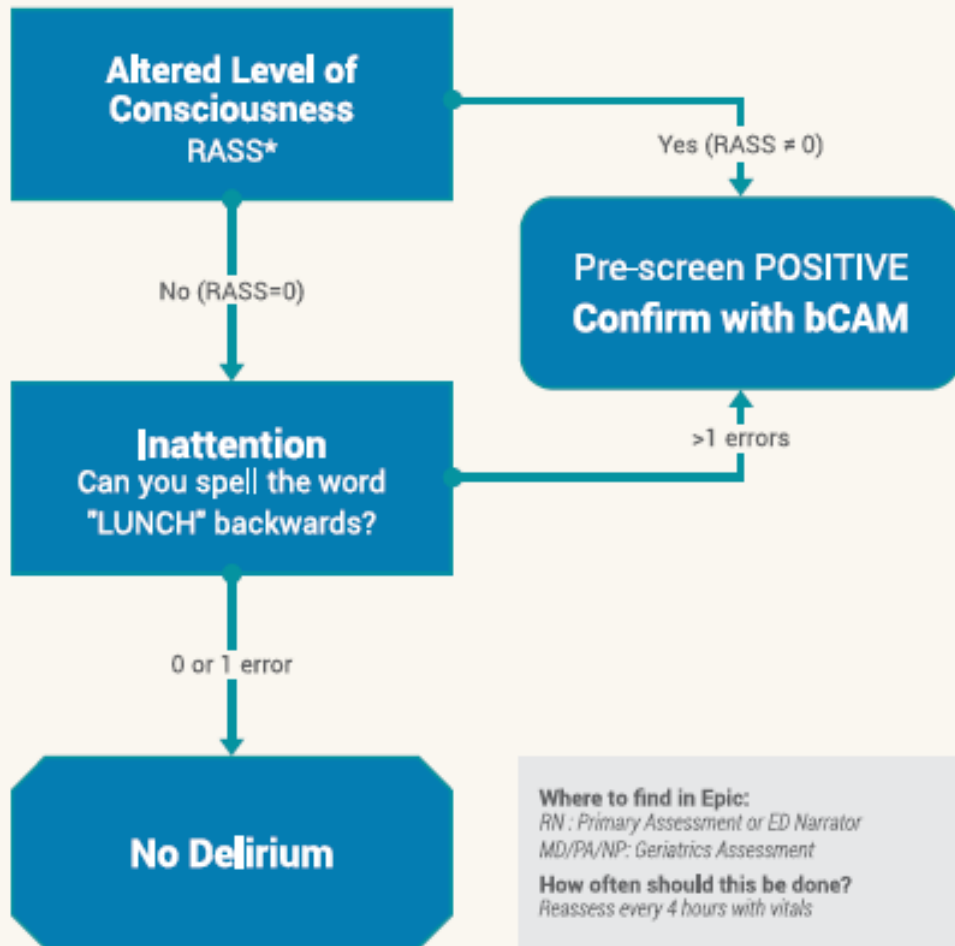 Altered Level of
Consciousness
RASS*
Yes (RASS ≠ 0)
Pre-screen POSITIVE
Confirm with bCAM
No (RASS=0)
Inattention
Can you spell the word
"LUNCH" backwards?
>1 errors
0 or 1 error
No Delirium
Where to find in Epic:
RN : Primary Assessment or ED Narrator
MD/PA/NP: Geriatrics Assessment
How often should this be done?
Reassess every 4 hours with vitals